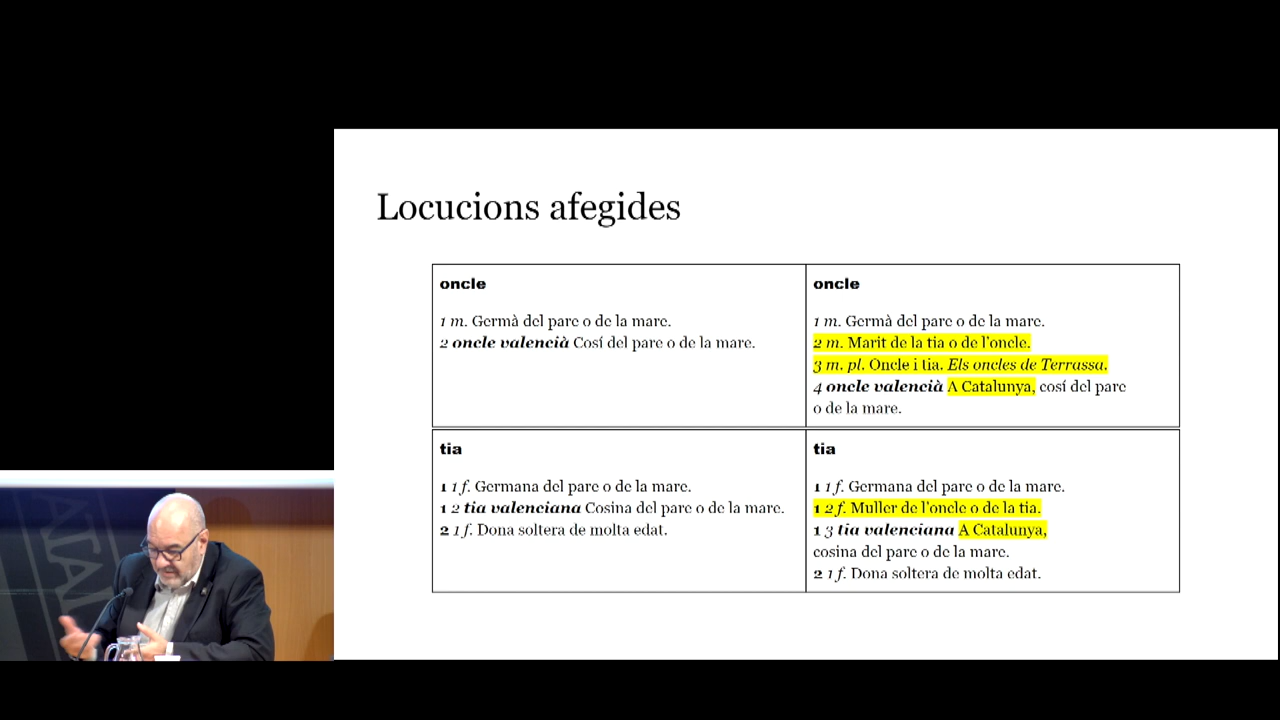 Locucions afegides
oncle
1 m. Germà del pare o de la mare.
2 oncle valencià Cosí del pare o de la mare.
oncle
1 m. Germà del pare o de la mare.
2 m. Marit de la tia o de l'oncle.
3 m. pl. Oncle i tia. Els oncles de Terrassa.
4 oncle valencià A Catalunya, cosí del pare
o de la mare.
tia
1 1 f. Germana del pare o de la mare.
1 2 tia valenciana Cosina del pare o de la mare.
2 1 f. Dona soltera de molta edat.
tia
1 1 f. Germana del pare o de la mare.
1 2 f. Muller de l'oncle o de la tia.
1 3 tia valenciana A Catalunya,
cosina del pare o de la mare.
2 1 f. Dona soltera de molta edat.